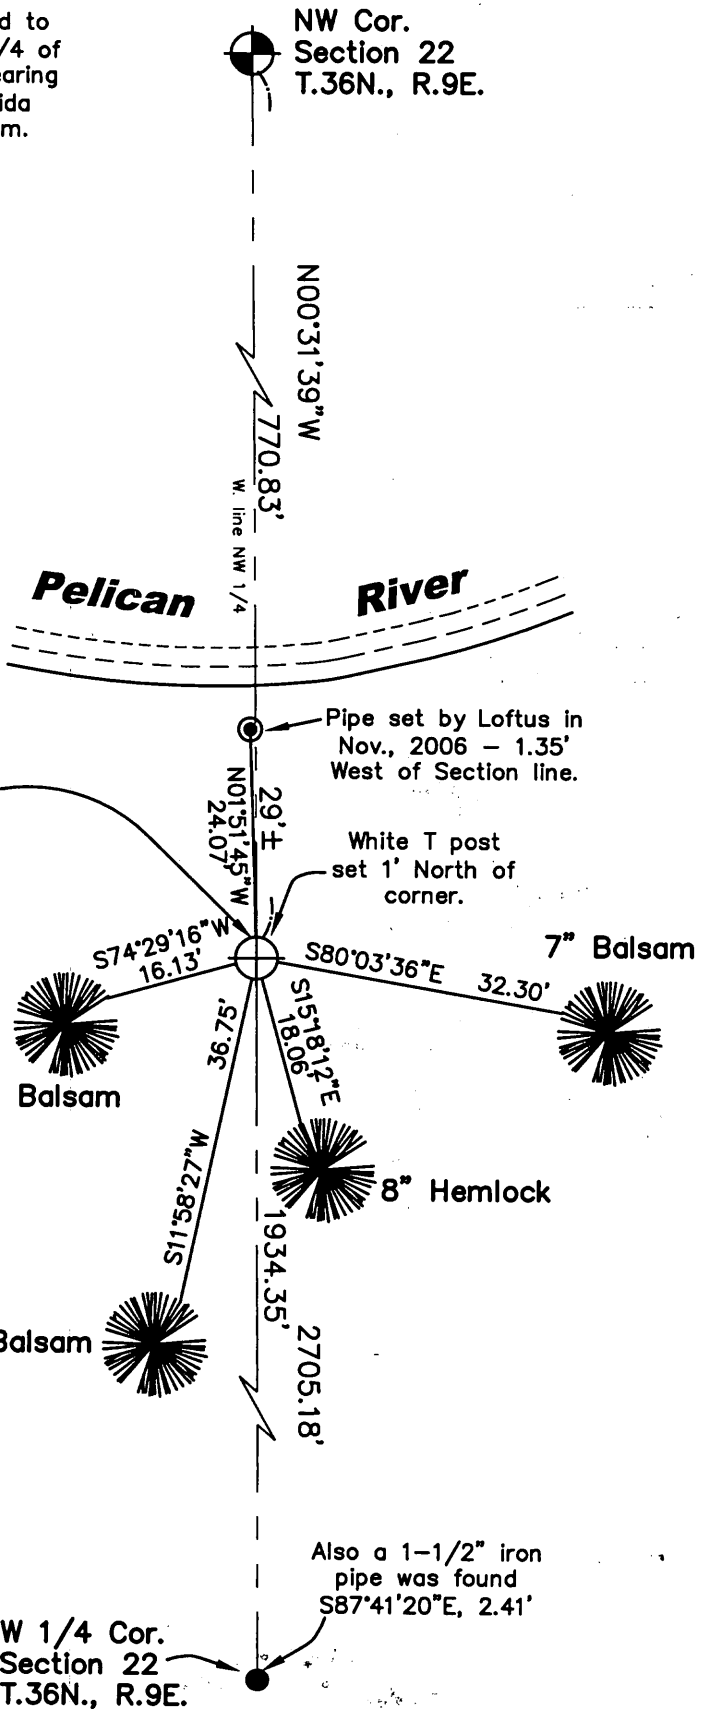 d to
/4 of
earing
ida
m.
NW Cor.
Section 22
T.36N., R.9E.
N00°31'39"W
770.83'
W. line NW 1/4
Pelican River
Pipe set by Loftus in
Nov., 2006 – 1.35'
West of Section line.
29'±
N01°51'45"W
24.07'
White T post
set 1' North of
corner.
S74°29'16"W
16.13'
S80°03'36"E 32.30'
7" Balsam
Balsam
36.75'
S11°58'27"W
S15°18'12"E
18.06'
8" Hemlock
1934.35'
2705.18'
Balsam
Also a 1–1/2" iron
pipe was found
S87°41'20"E, 2.41'
W 1/4 Cor.
Section 22
T.36N., R.9E.